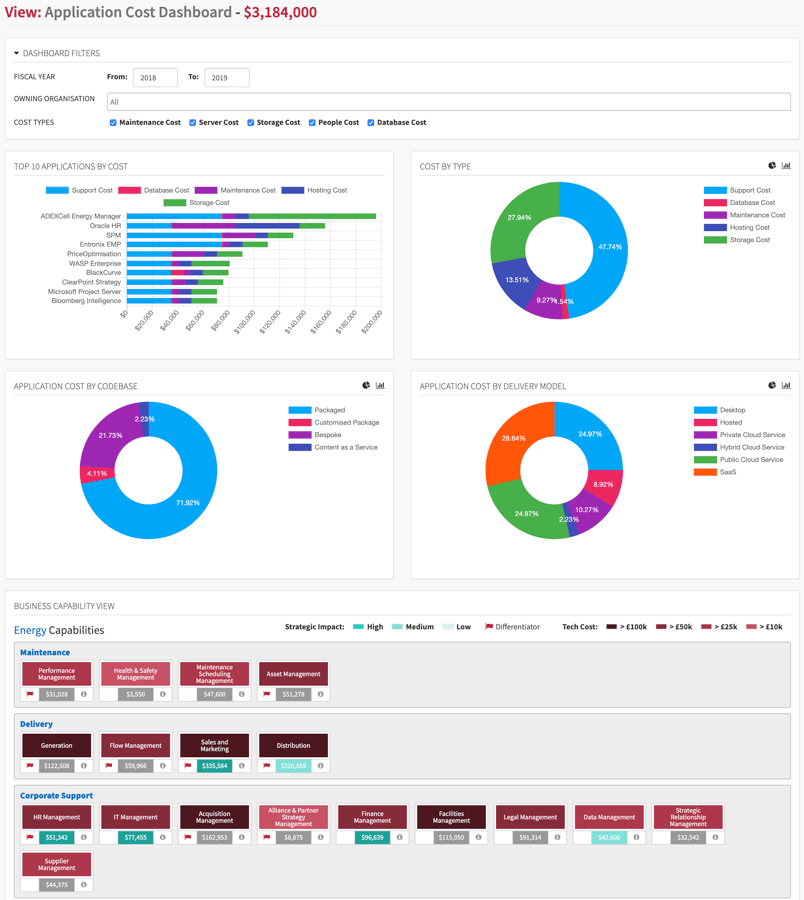 View: Application Cost Dashboard - $3,184,000
DASHBOARD FILTERS
FISCAL YEAR From: 2018 To: 2019
OWNING ORGANISATION All
COST TYPES Maintenance Cost Server Cost Storage Cost People Cost Database Cost
TOP 10 APPLICATIONS BY COST
Support Cost Database Cost Maintenance Cost Hosting Cost
Storage Cost
ADEXCell Energy Manager
Oracle HR
SPM
Entronix EMP
PriceOptimisation
WASP Enterprise
BlackCurve
ClearPoint Strategy
Microsoft Project Server
Bloomberg Intelligence
$0 $20,000 $40,000 $60,000 $80,000 $100,000 $120,000 $140,000 $160,000 $180,000 $200,000
COST BY TYPE
Support Cost
Database Cost
Maintenance Cost
Hosting Cost
Storage Cost
27.94%
47.74%
13.51%
9.27%
.54%
APPLICATION COST BY CODEBASE
Packaged
Customised Package
Bespoke
Content as a Service
2.23%
21.73%
4.11%
71.92%
APPLICATION COST BY DELIVERY MODEL
Desktop
Hosted
Private Cloud Service
Hybrid Cloud Service
Public Cloud Service
SaaS
24.97%
28.64%
8.92%
10.27%
24.97%
2.23%
BUSINESS CAPABILITY VIEW
Energy Capabilities
Strategic Impact: High Medium Low Differentiator Tech Cost: > £100k > £50k > £25k > £10k
Maintenance
Performance Management
$31,028
Health & Safety Management
$3,550
Maintenance Scheduling Management
$47,600
Asset Management
$51,278
Delivery
Generation
$122,508
Flow Management
$59,966
Sales and Marketing
$335,584
Distribution
Corporate Support
HR Management
$51,342
IT Management
$77,455
Acquisition Management
$162,953
Alliance & Partner Strategy Management
$8,875
Finance Management
$96,639
Facilities Management
$115,050
Legal Management
$91,314
Data Management
$42,600
Strategic Relationship Management
$32,542
Supplier Management
$44,375